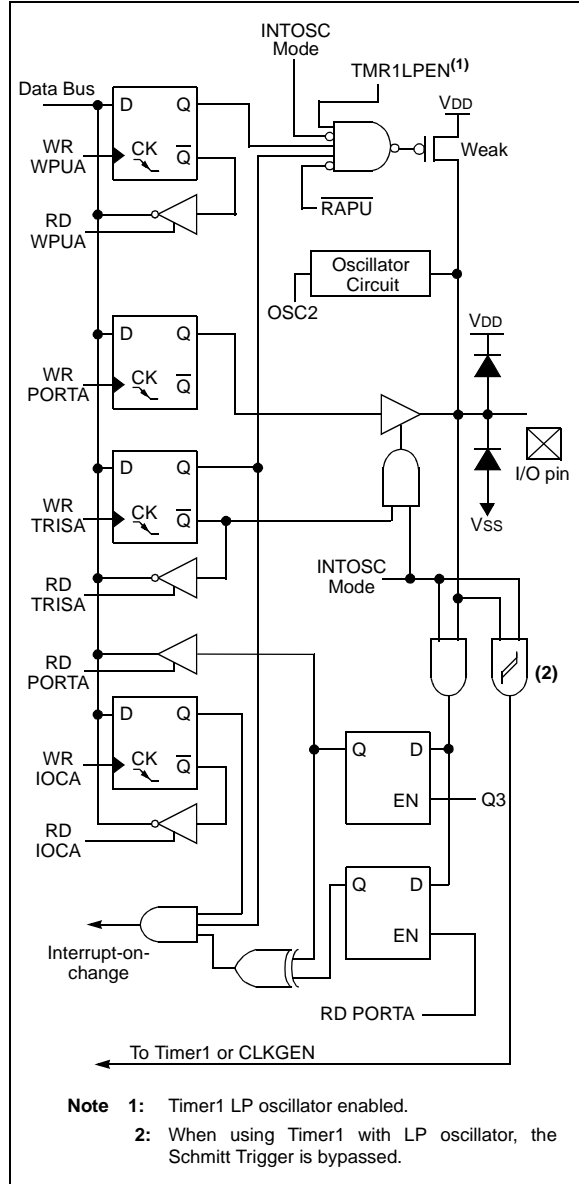 INTOSC
Mode
TMR1LPEN(1)
Data Bus
D Q
VDD
WR
WPUA
CK Q
Weak
RD
WPUA
RAPU
Oscillator
Circuit
OSC2
VDD
D Q
WR
PORTA
CK Q
I/O pin
D Q
WR
TRISA
CK Q
VSS
INTOSC
Mode
RD
TRISA
(2)
RD
PORTA
D Q
WR
IOCA
CK Q
Q D
EN
Q3
RD
IOCA
Q D
EN
Interrupt-on-
change
RD PORTA
To Timer1 or CLKGEN
Note 1: Timer1 LP oscillator enabled.
2: When using Timer1 with LP oscillator, the
Schmitt Trigger is bypassed.